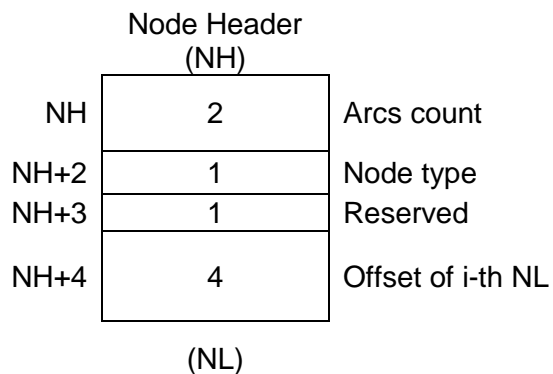 Node Header
(NH)
NH 2 Arcs count
NH+2 1 Node type
NH+3 1 Reserved
NH+4 4 Offset of i-th NL
(NL)